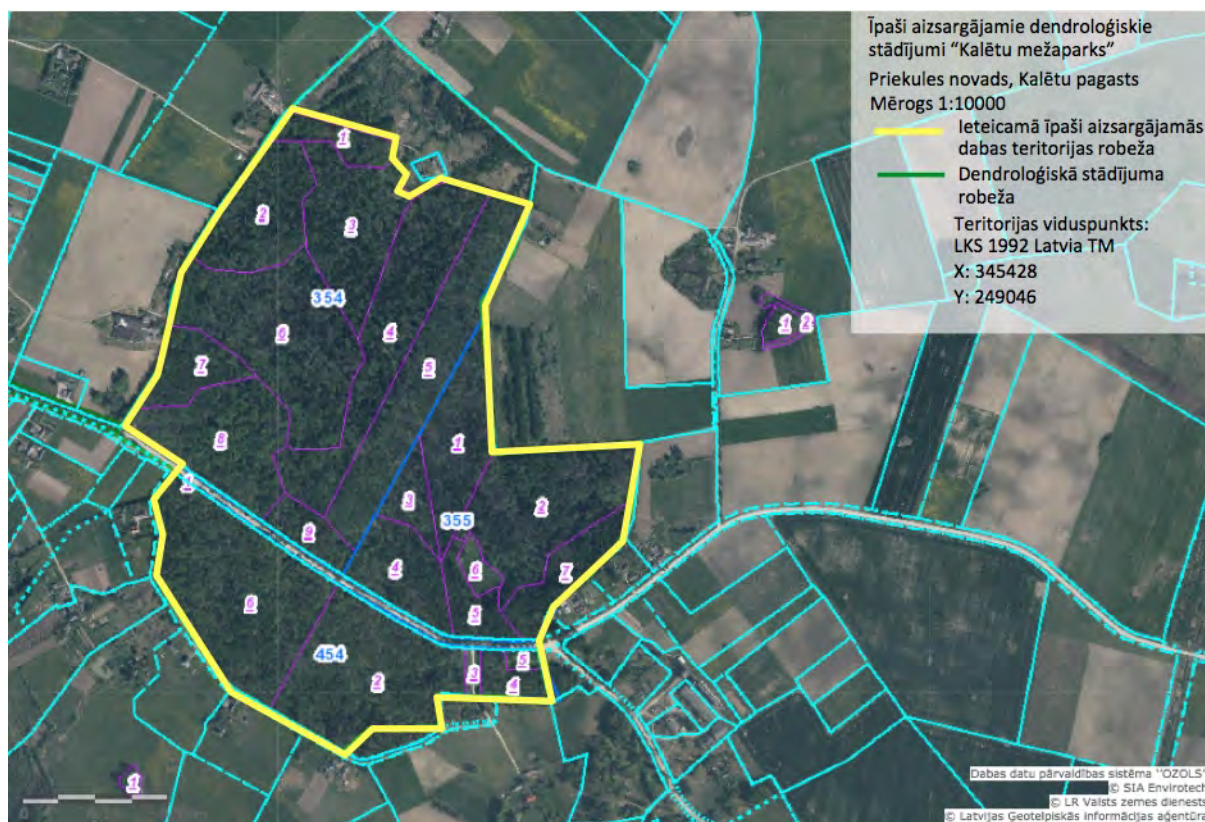 Īpaši aizsargājamie dendroloģiskie
stādījumi “Kalētu mežaparks”
Priekules novads, Kalētu pagasts
Mērogs 1:10000
Ieteicamā īpaši aizsargājamās
dabas teritorijas robeža
Dendroloģiskā stādījuma
robeža
Teritorijas viduspunkts:
LKS 1992 Latvia TM
X: 345428
Y: 249046
1
2
3
354
6
4
5
7
8
1
2
1
3
2
355
9
4
6
7
5
1
6
454
2
3
5
4
1
Dabas datu pārvaldības sistēma "OZOLS"
© SIA Envirotech
© LR Valsts zemes dienests
© Latvijas Ģeotelpiskās informācijas aģentūra